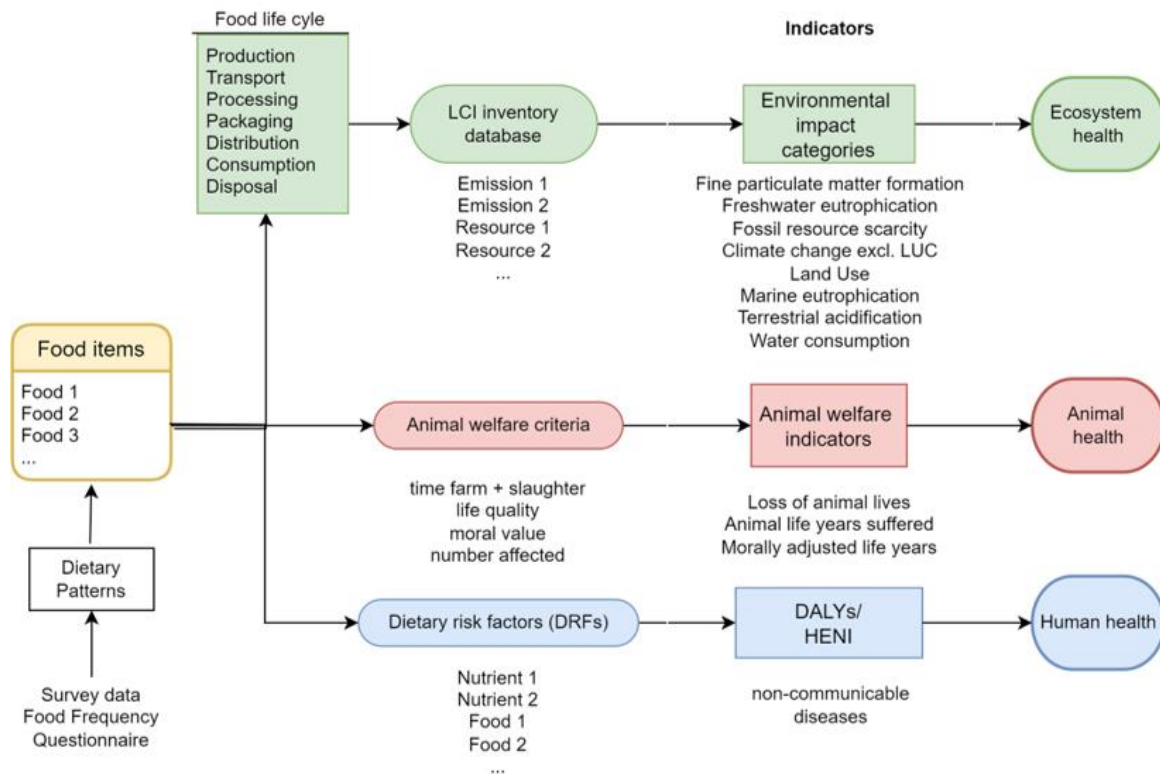 Food life cyle
Indicators
Production
Transport
Processing
Packaging
Distribution
Consumption
Disposal
LCI inventory
database
Emission 1
Emission 2
Resource 1
Resource 2
...
Environmental
impact
categories
Fine particulate matter formation
Freshwater eutrophication
Fossil resource scarcity
Climate change excl. LUC
Land Use
Marine eutrophication
Terrestrial acidification
Water consumption
Ecosystem
health
Food items
Food 1
Food 2
Food 3
...
Dietary
Patterns
Survey data
Food Frequency
Questionnaire
Animal welfare criteria
time farm + slaughter
life quality
moral value
number affected
Animal welfare
indicators
Loss of animal lives
Animal life years suffered
Morally adjusted life years
Animal
health
Dietary risk factors (DRFs)
Nutrient 1
Nutrient 2
Food 1
Food 2
...
DALYs/
HENI
non-communicable
diseases
Human health